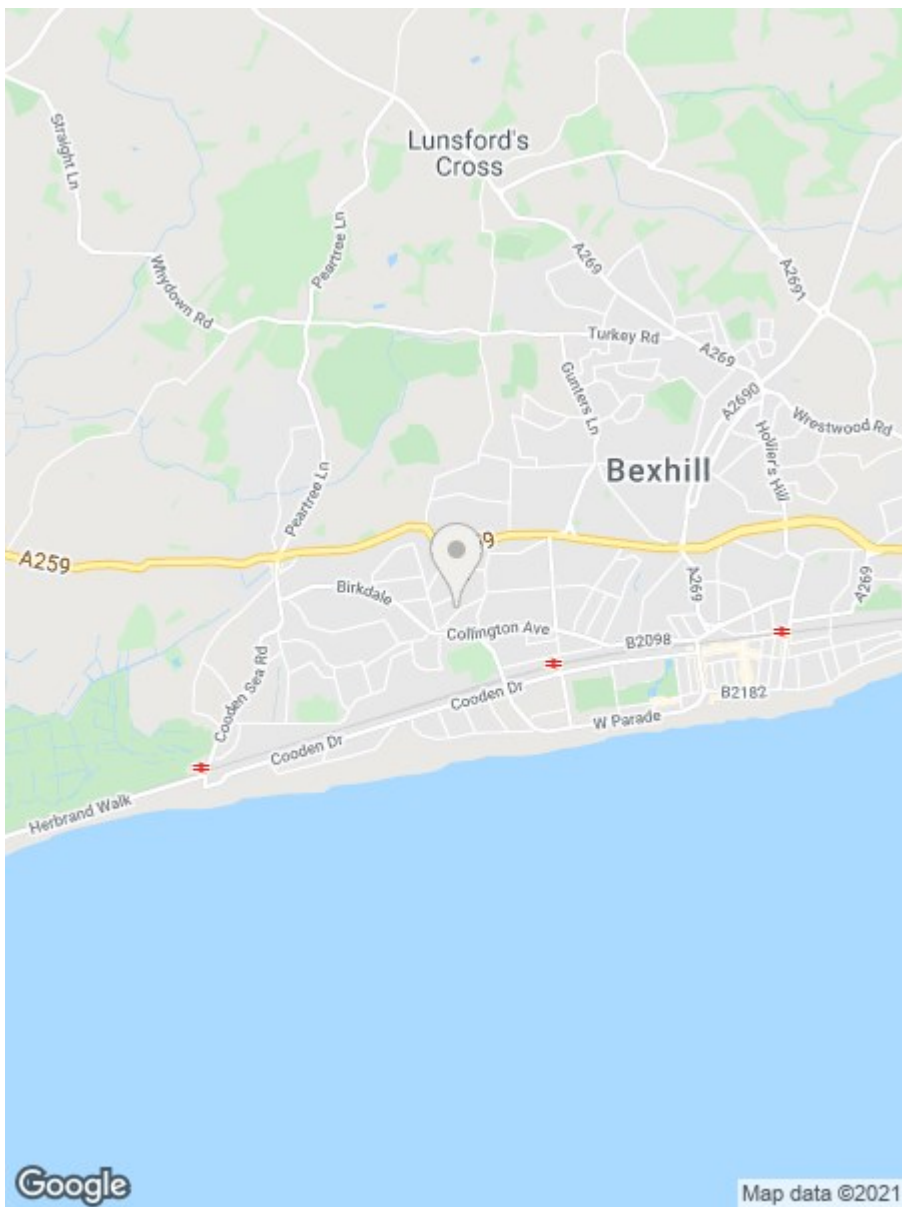 Lunsford's
Cross
Straight Ln
Peartree Ln
A269
A2691
Whydown Rd
Turkey Rd
A269
Gunters Ln
A2690
Wrestwood Rd
Hollier's Hill
Bexhill
Peartree Ln
A259
59
Birkdale
A269
A269
Collington Ave
B2098
Cooden Sea Rd
Cooden Dr
B2182
W Parade
Cooden Dr
Herbrand Walk
Google
Map data ©2021